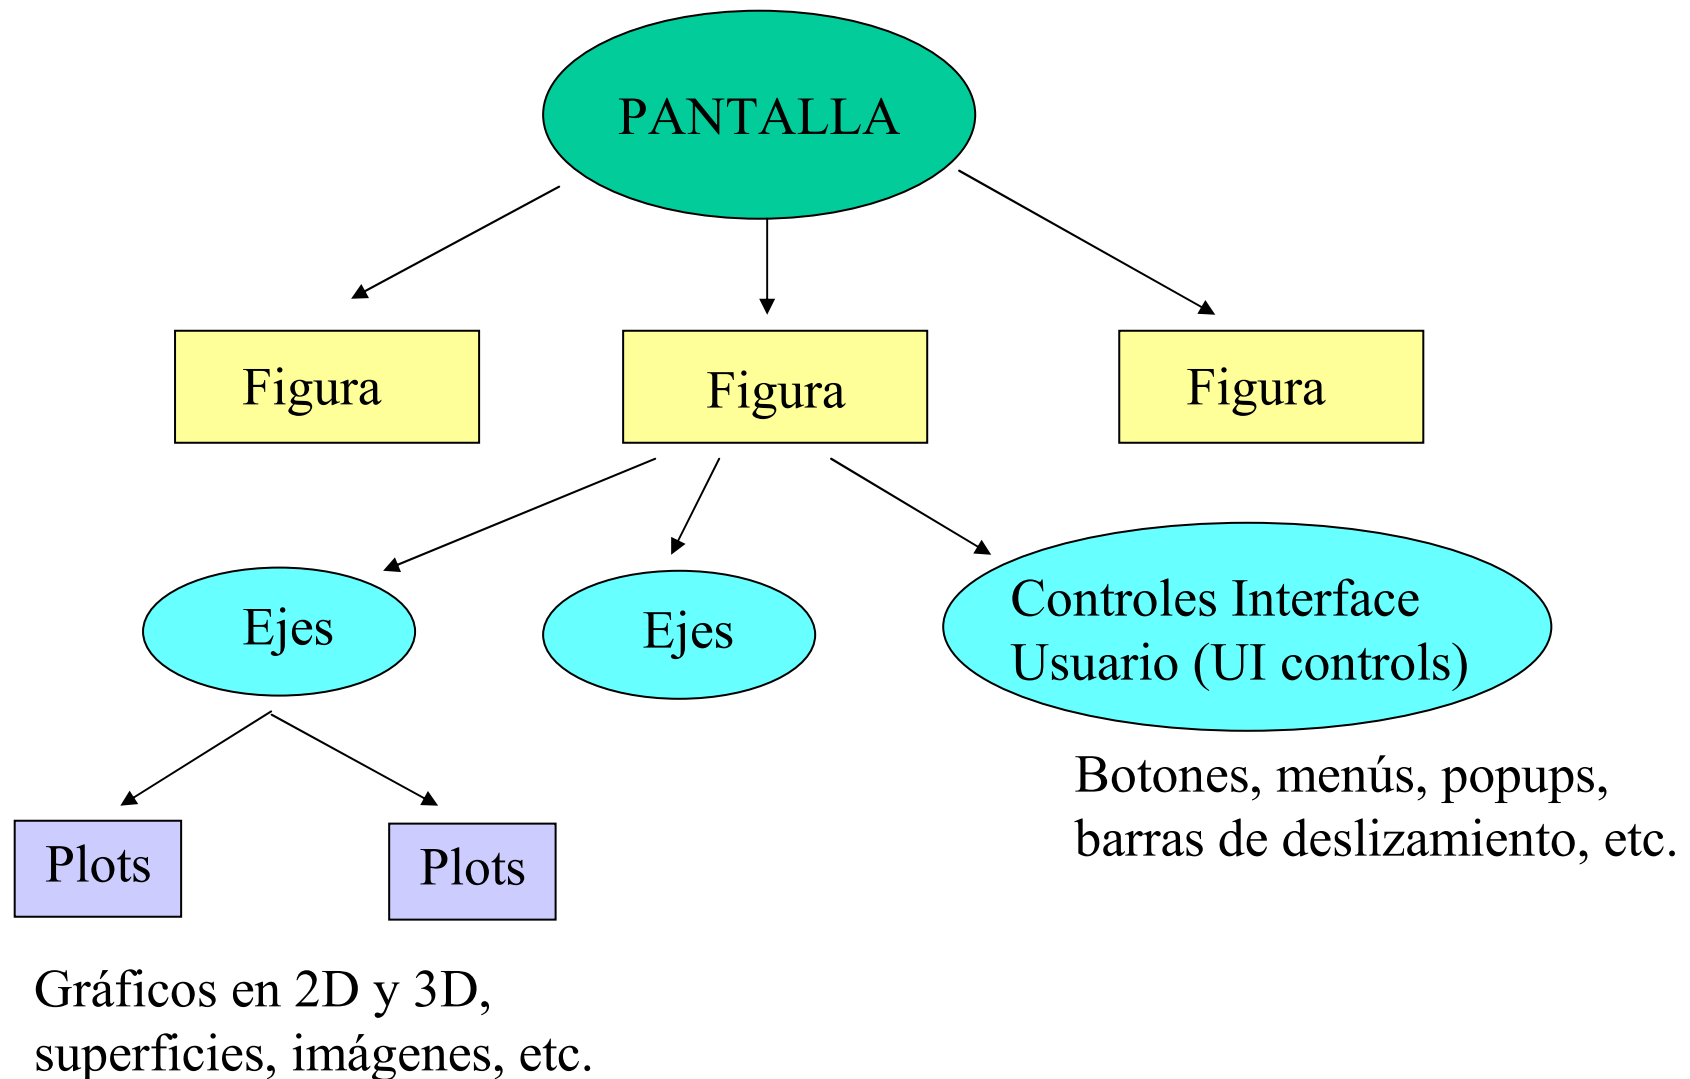 PANTALLA
Figura
Figura
Figura
Ejes
Ejes
Controles Interface
Usuario (UI controls)
Botones, menús, popups,
barras de deslizamiento, etc.
Plots
Plots
Gráficos en 2D y 3D,
superficies, imágenes, etc.